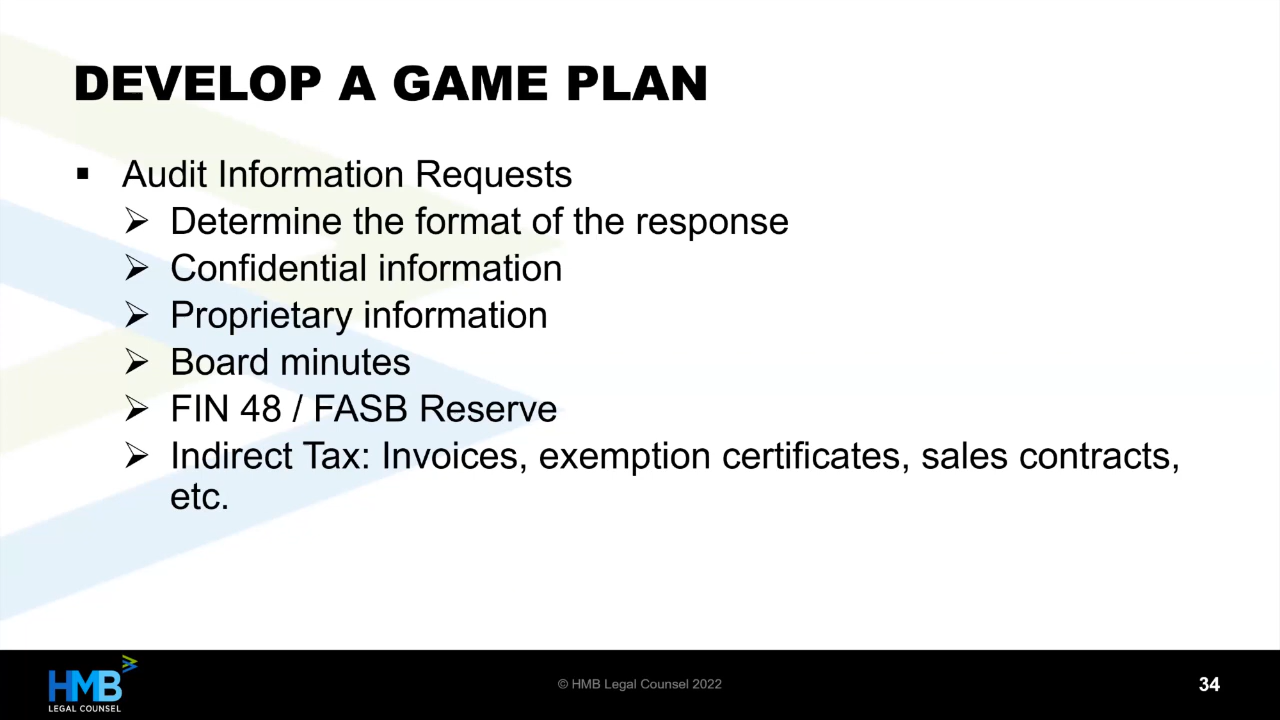 DEVELOP A GAME PLAN
▪ Audit Information Requests
➢ Determine the format of the response
➢ Confidential information
➢ Proprietary information
➢ Board minutes
➢ FIN 48 / FASB Reserve
➢ Indirect Tax: Invoices, exemption certificates, sales contracts,
etc.
HMB
LEGAL COUNSEL
© HMB Legal Counsel 2022
34